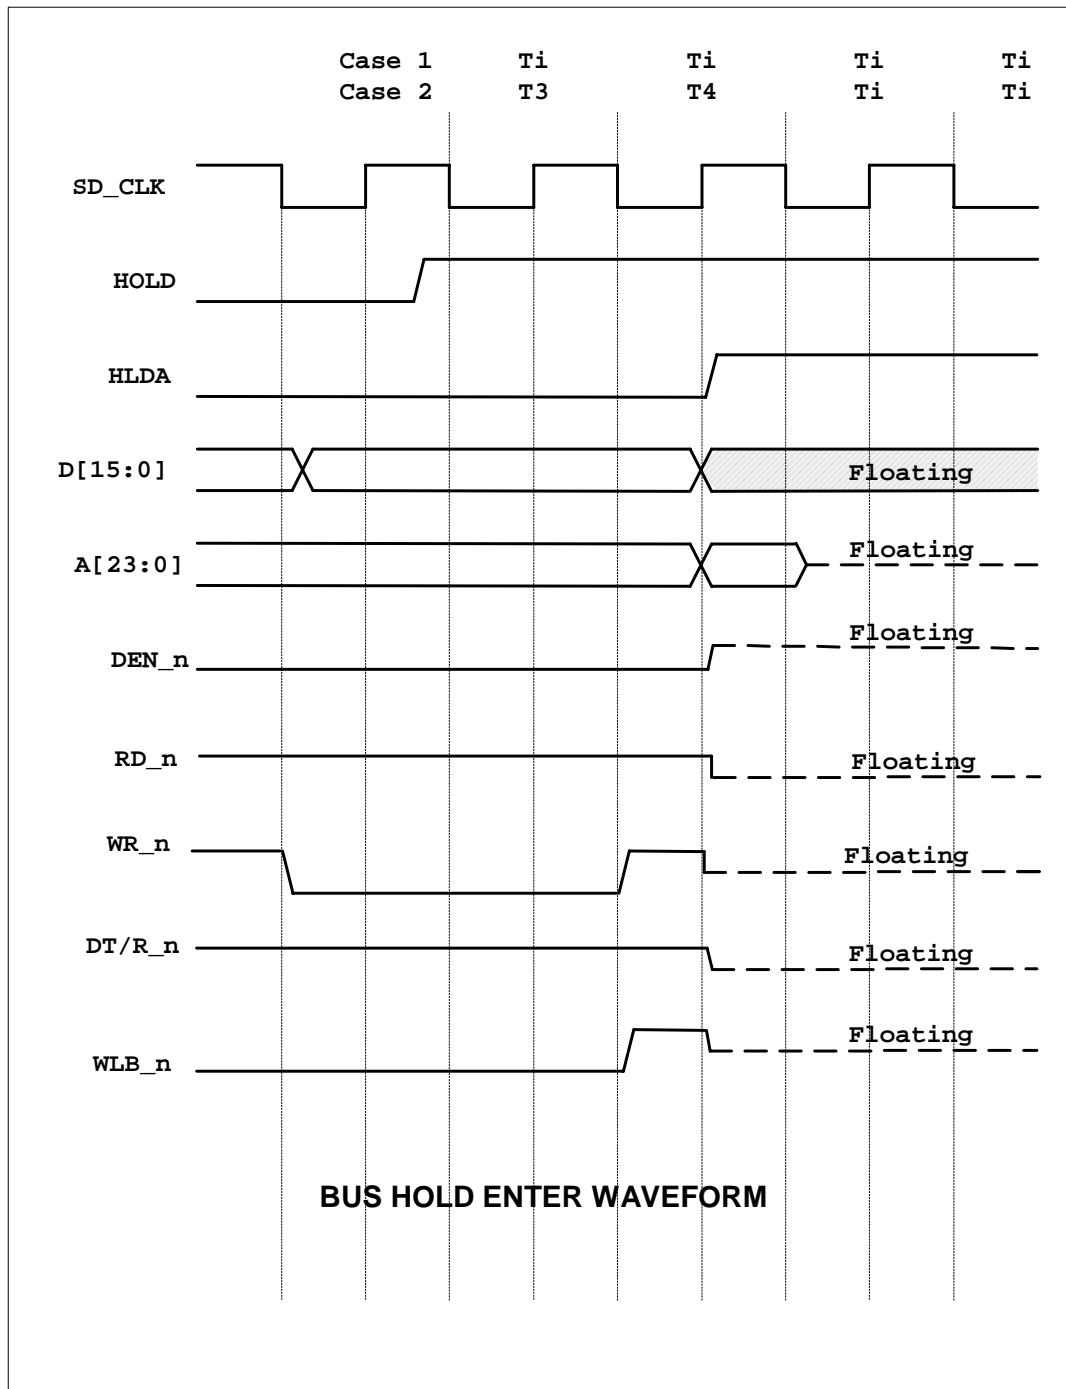 Case 1 Ti Ti Ti Ti
Case 2 T3 T4 Ti Ti
SD_CLK
HOLD
HLDA
D[15:0] Floating
A[23:0] Floating
DEN_n Floating
RD_n Floating
WR_n Floating
DT/R_n Floating
WLB_n Floating
BUS HOLD ENTER WAVEFORM